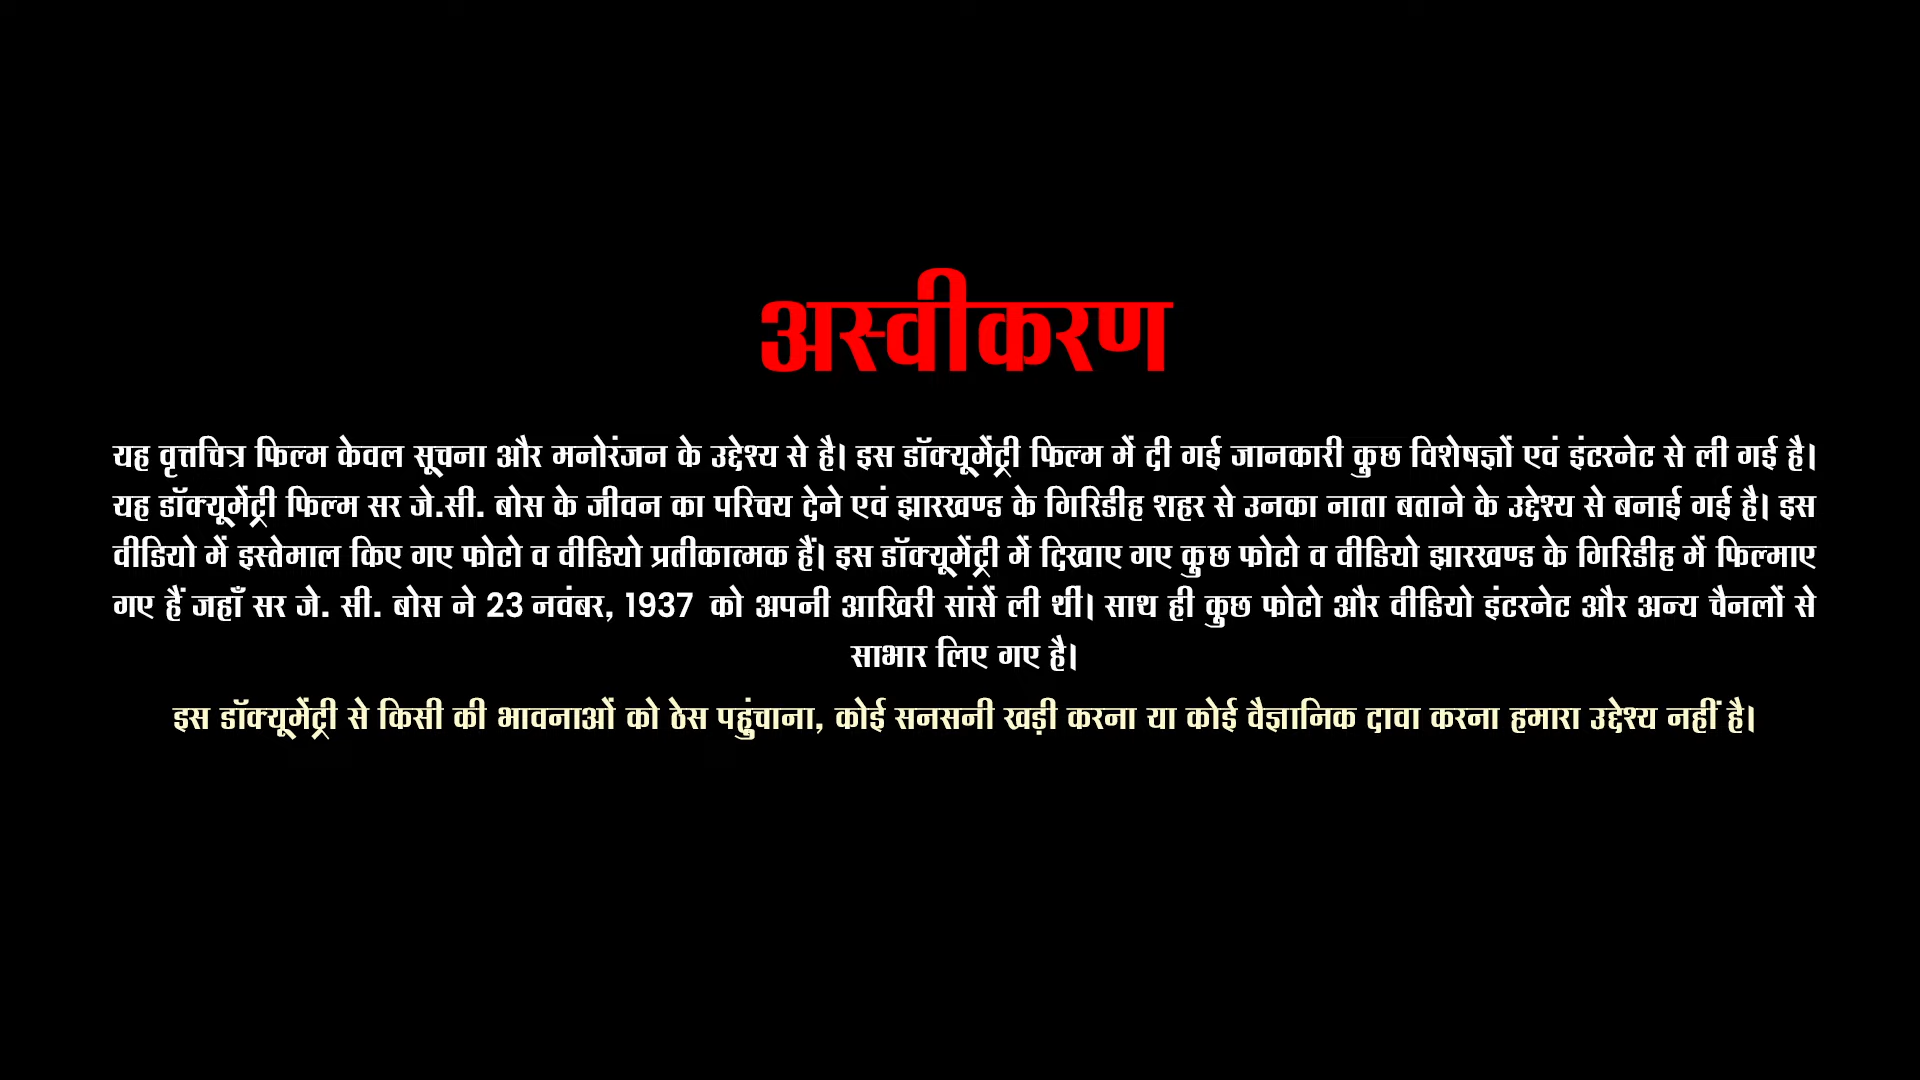 अस्वीकरण
यह वृत्तचित्र फिल्म केवल सूचना और मनोरंजन के उद्देश्य से है। इस डॉक्यूमेंट्री फिल्म में दी गई जानकारी कुछ विशेषज्ञों एवं इंटरनेट से ली गई है।
यह डॉक्यूमेंट्री फिल्म सर जे.सी. बोस के जीवन का परिचय देने एवं झारखण्ड के गिरिडीह शहर से उनका नाता बताने के उद्देश्य से बनाई गई है। इस
वीडियो में इस्तेमाल किए गए फोटो व वीडियो प्रतीकात्मक हैं। इस डॉक्यूमेंट्री में दिखाए गए कुछ फोटो व वीडियो झारखण्ड के गिरिडीह में फिल्माए
गए हैं जहाँ सर जे. सी. बोस ने 23 नवंबर, 1937 को अपनी आखिरी सांसें ली थीं। साथ ही कुछ फोटो और वीडियो इंटरनेट और अन्य चैनलों से
साभार लिए गए है।
इस डॉक्यूमेंट्री से किसी की भावनाओं को ठेस पहुंचाना, कोई सनसनी खड़ी करना या कोई वैज्ञानिक दावा करना हमारा उद्देश्य नहीं है।